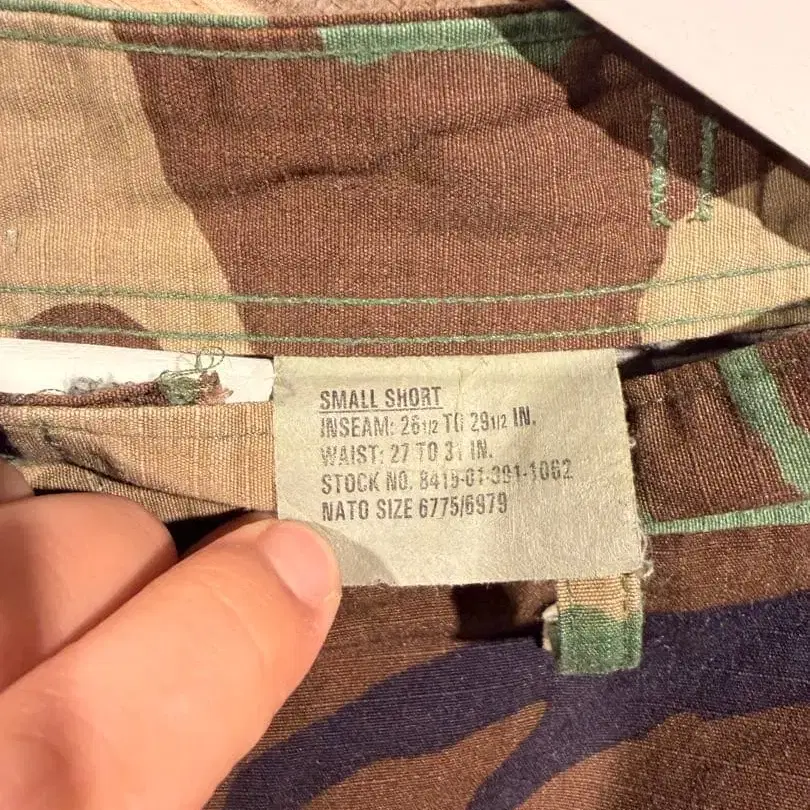 SMALL SHORT
INSEAM: 26 1/2 TO 29 1/2 IN.
WAIST: 27 TO 31 IN.
STOCK NO. 8415-01-391-1062
NATO SIZE 6775/6979